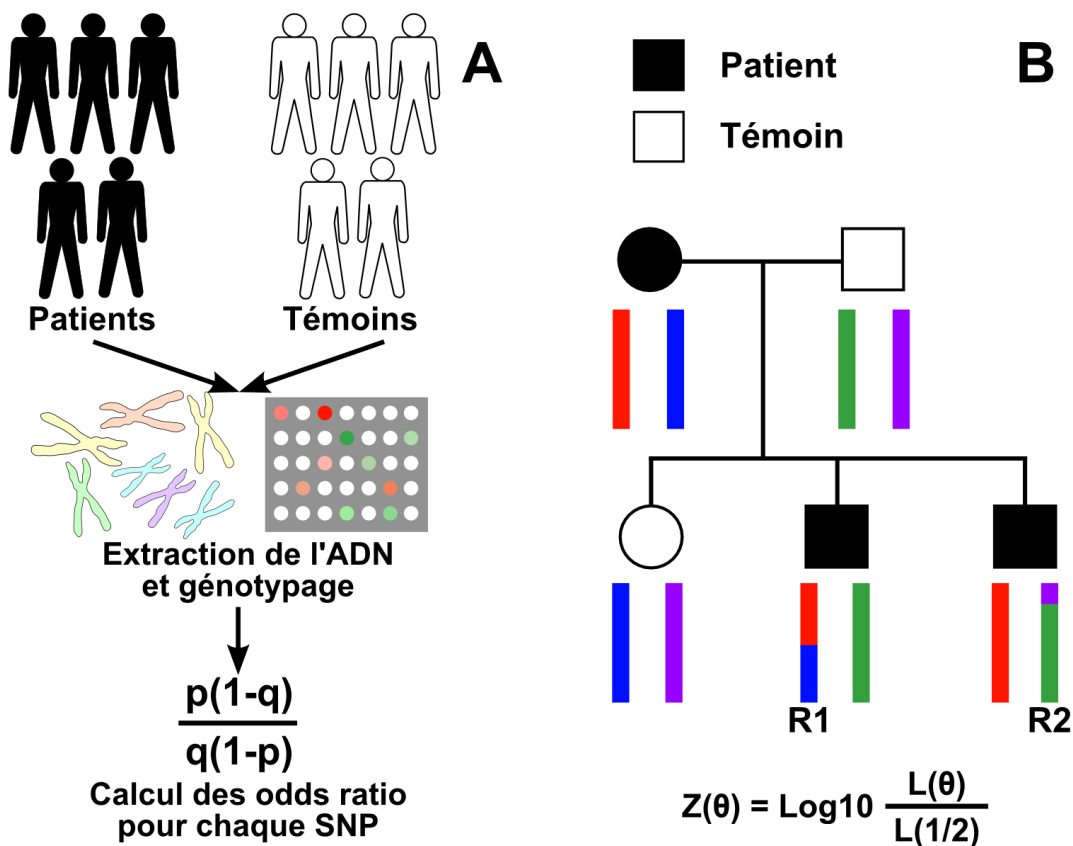 A
Patients
Témoins
Extraction de l'ADN
et génotypage
p(1-q)
q(1-p)
Calcul des odds ratio
pour chaque SNP
B
Patient
Témoin
R1
R2
Z(θ) = Log10 L(θ)
L(1/2)